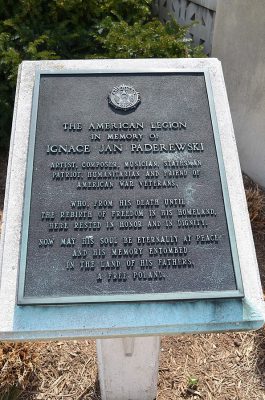 THE AMERICAN LEGION
IN MEMORY OF
IGNACE JAN PADEREWSKI
ARTIST, COMPOSER, MUSICIAN, STATESMAN
PATRIOT, HUMANITARIAN AND FRIEND OF
AMERICAN WAR VETERANS,
WHO, FROM HIS DEATH UNTIL
THE REBIRTH OF FREEDOM IN HIS HOMELAND,
HERE RESTED IN HONOR AND IN DIGNITY.
NOW MAY HIS SOUL BE ETERNALLY AT PEACE
AND HIS MEMORY ENTOMBED
IN THE LAND OF HIS FATHERS,
A FREE POLAND.